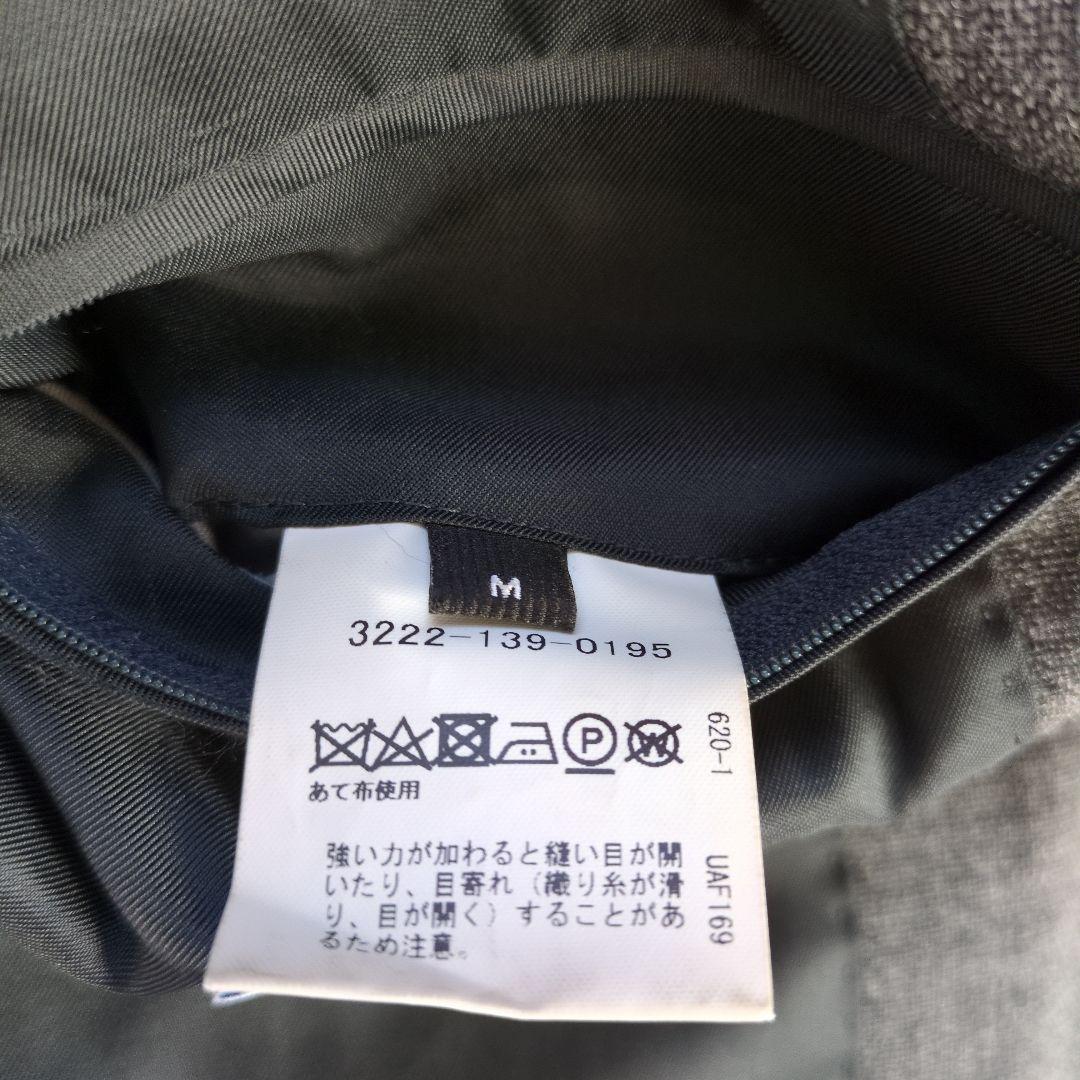 M
3222-139-0195
P W
あて布使用
強い力が加わると縫い目が開
いたり、目寄れ（織り糸が滑
り、目が開く）することがあ
るため注意。
620-1
UAF169